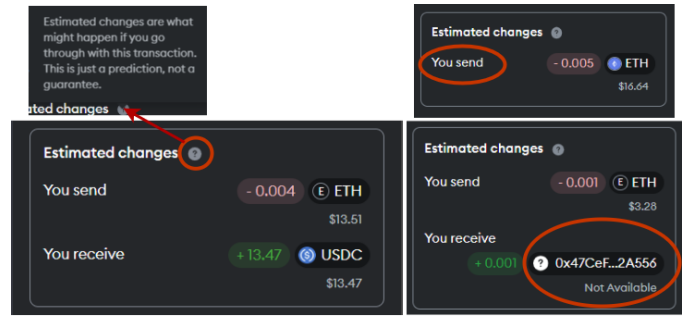 Estimated changes are what
might happen if you go
through with this transaction.
This is just a prediction, not a
guarantee.
ated changes
Estimated changes ?
You send - 0.004 E ETH
$13.51
You receive + 13.47 $ USDC
$13.47
Estimated changes ?
You send - 0.005 ETH
$16.64
Estimated changes ?
You send - 0.001 E ETH
$3.28
You receive
+ 0.001 ? 0x47CeF...2A556
Not Available